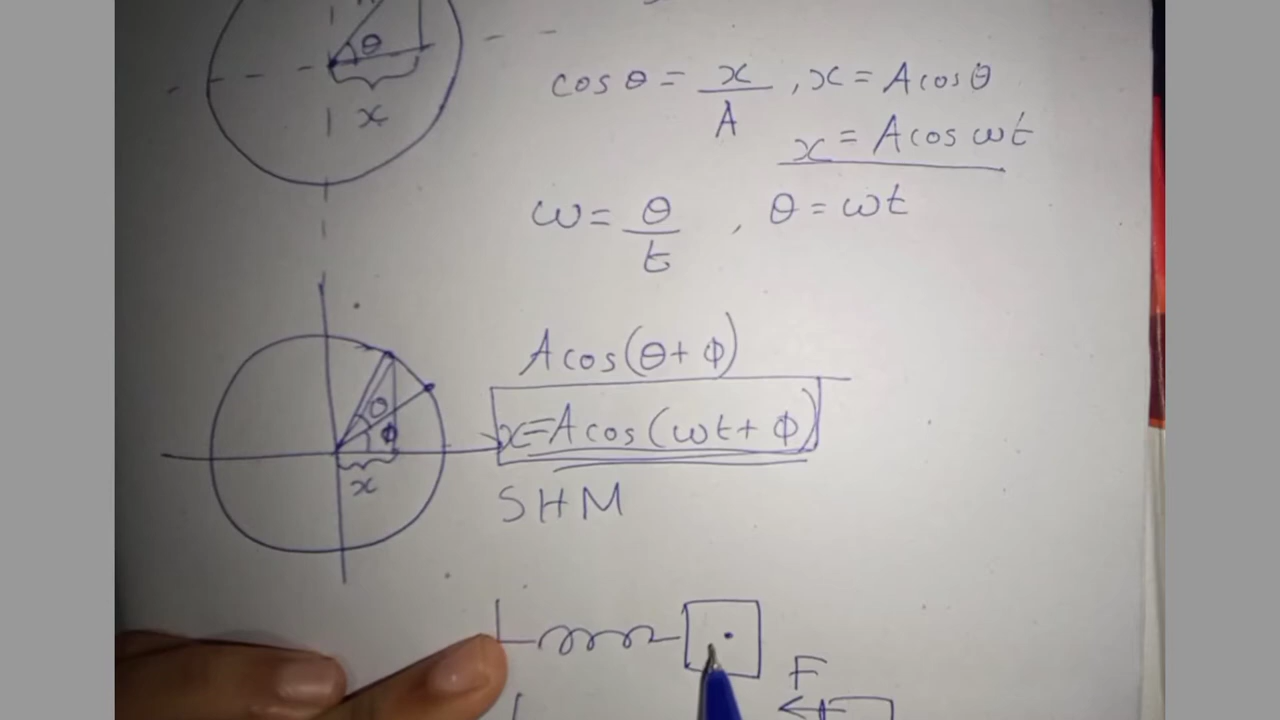 θ
x
cos θ = x/A , x = A cos θ
x = A cos ωt
ω = θ/t , θ = ωt
A cos(θ + φ)
θ
φ
x = A cos(ωt + φ)
x
SHM
F